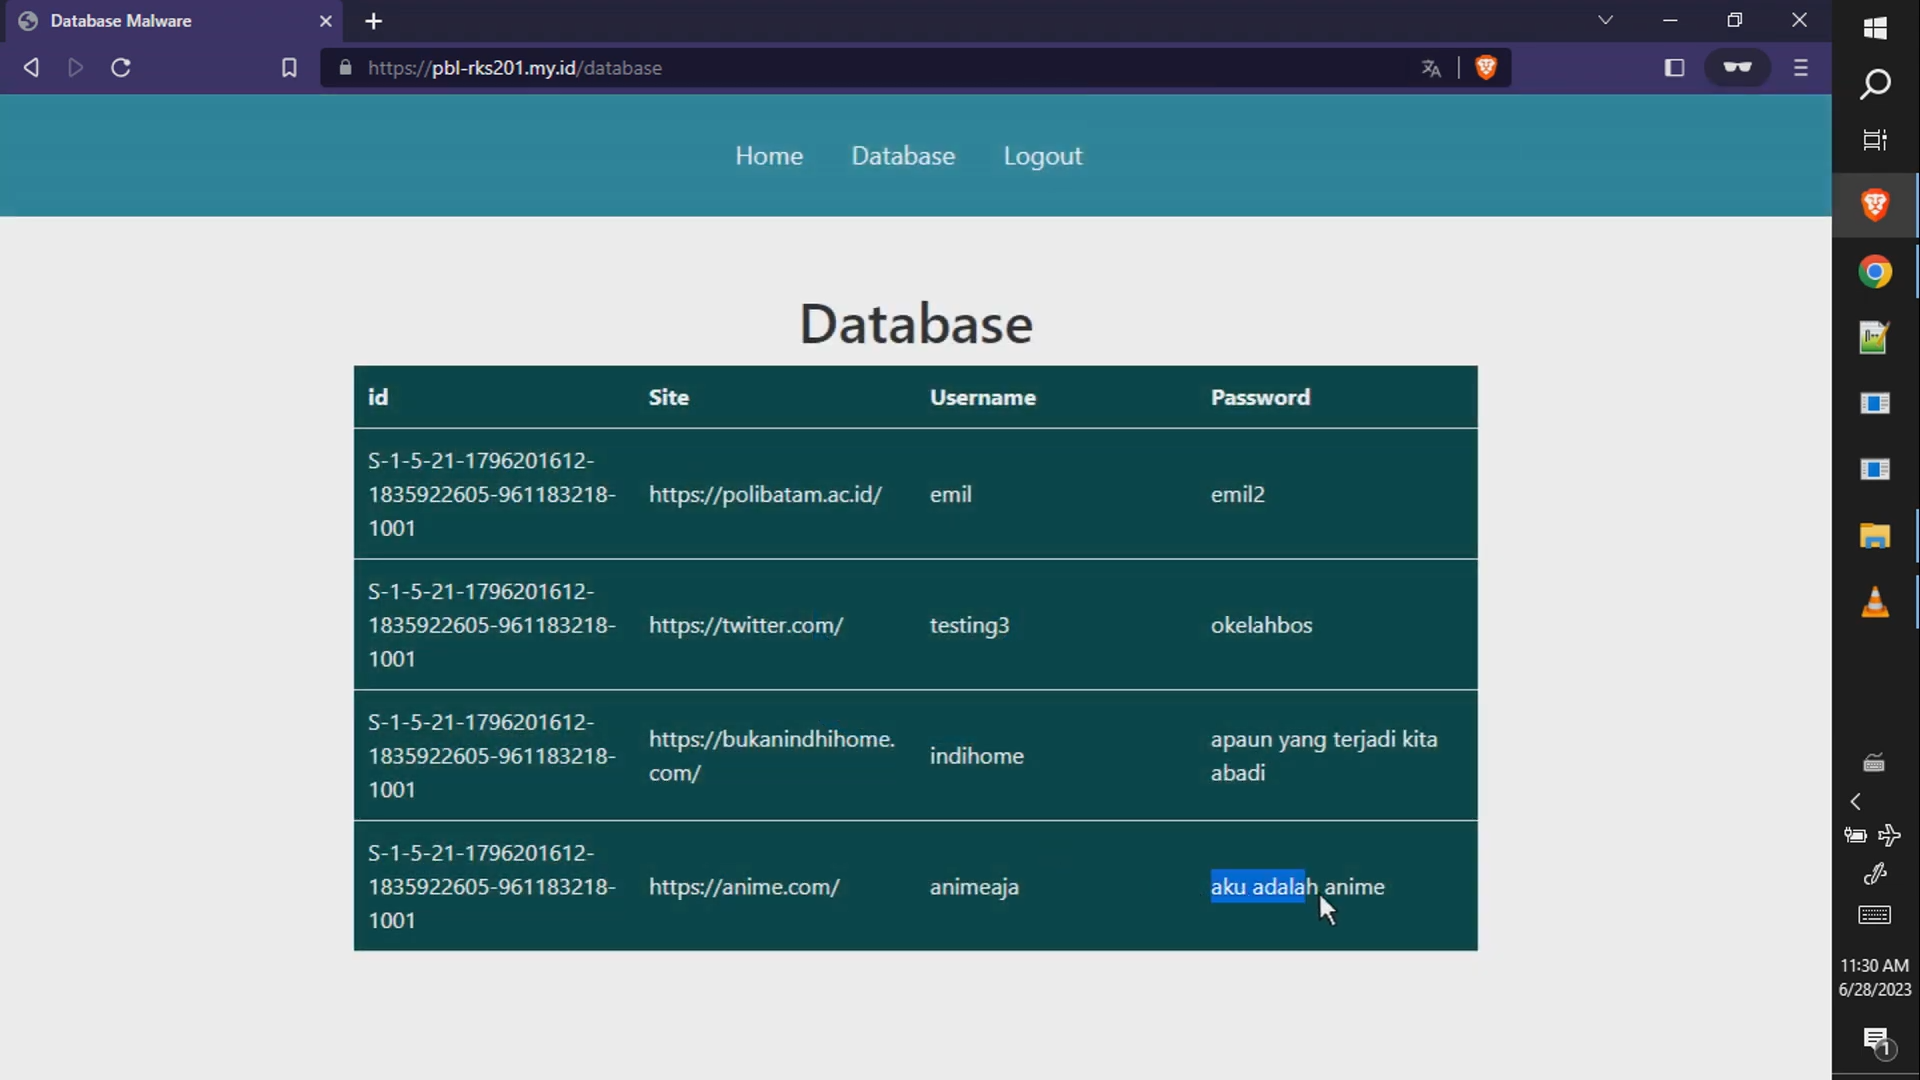 Database Malware
https://pbl-rks201.my.id/database
Home Database Logout
Database
id Site Username Password
S-1-5-21-1796201612-
1835922605-961183218- https://polibatam.ac.id/ emil emil2
1001
S-1-5-21-1796201612-
1835922605-961183218- https://twitter.com/ testing3 okelahbos
1001
S-1-5-21-1796201612-
1835922605-961183218-
1001
https://bukanindhihome.
com/
indihome
apaun yang terjadi kita
abadi
S-1-5-21-1796201612-
1835922605-961183218- https://anime.com/ animeaja aku adalah anime
1001
11:30 AM
6/28/2023
1